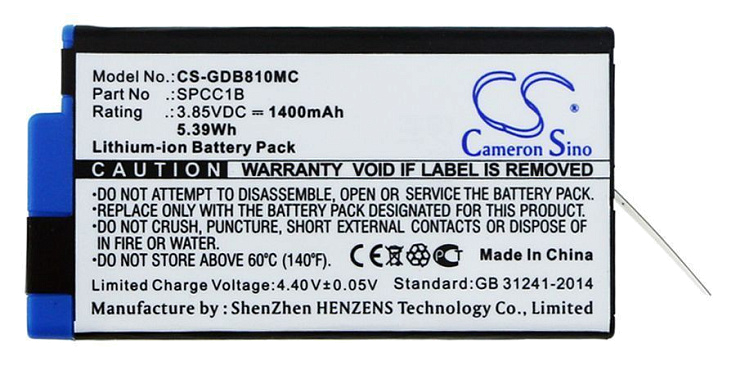 Model No.: CS-GDB810MC
Part No : SPCC1B
Rating : 3.85VDC ⎓ 1400mAh
5.39Wh
Lithium-ion Battery Pack
CS
®
Cameron Sino
CAUTION WARRANTY VOID IF LABEL IS REMOVED
•DO NOT ATTEMPT TO DISASSEMBLE, OPEN OR SERVICE THE BATTERY.
•REPLACE ONLY WITH THE BATTERY PACK DESIGNATED FOR YOUR PRODUCT.
•DO NOT CRUSH, PUNCTURE, SHORT EXTERNAL CONTACTS OR DISPOSE OF
IN FIRE OR WATER.
•DO NOT STORE ABOVE 60°C (140°F).
CE Made in China
Limited Charge Voltage:4.40V±0.05V Standard:GB 31241-2014
Manufacture by : ShenZhen HENZENS Technology Co., Limited